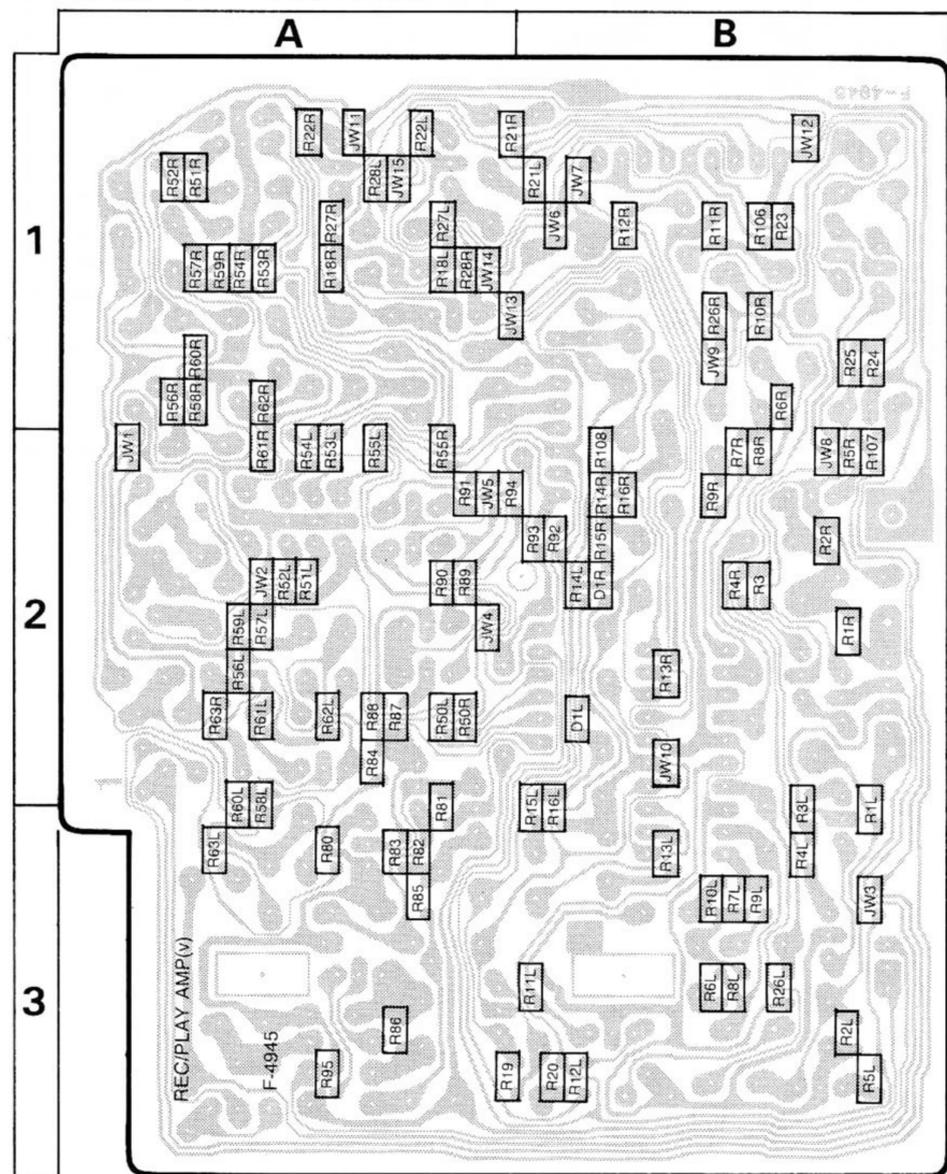 A B
F-4945
1
R22R JW11 R22L R21R JW12
R52R R51R R28L JW15 R21L JW7
R27R R27L JW6 R12R R11R R106 R23
R57R R59R R54R R53R R18R R18L R28R JW14
JW13 R26R R10R
R60R JW9 R25 R24
R56R R58R R62R R6R
JW1 R61R R54L R53L R55L R55R R108 R7R R8R JW8 R5R R107
R91 JW5 R94 R14R R16R R9R
R93 R92 R15R R2R
2
JW2 R52L R51L R90 R89 R14L D1R R4R R3
R59L R57L JW4 R1R
R56L R13R
R63R R61L R62L R88 R87 R50L R50R D1L
R84 JW10
R60L R58L R81 R15L R16L R3L R1L
R63L R80 R83 R82 R13L R4L
R85 R10L R7L R9L JW3
3
REC/PLAY AMP(v)
F-4945
R11L R6L R8L R26L
R86 R2L
R95 R19 R20 R12L R5L